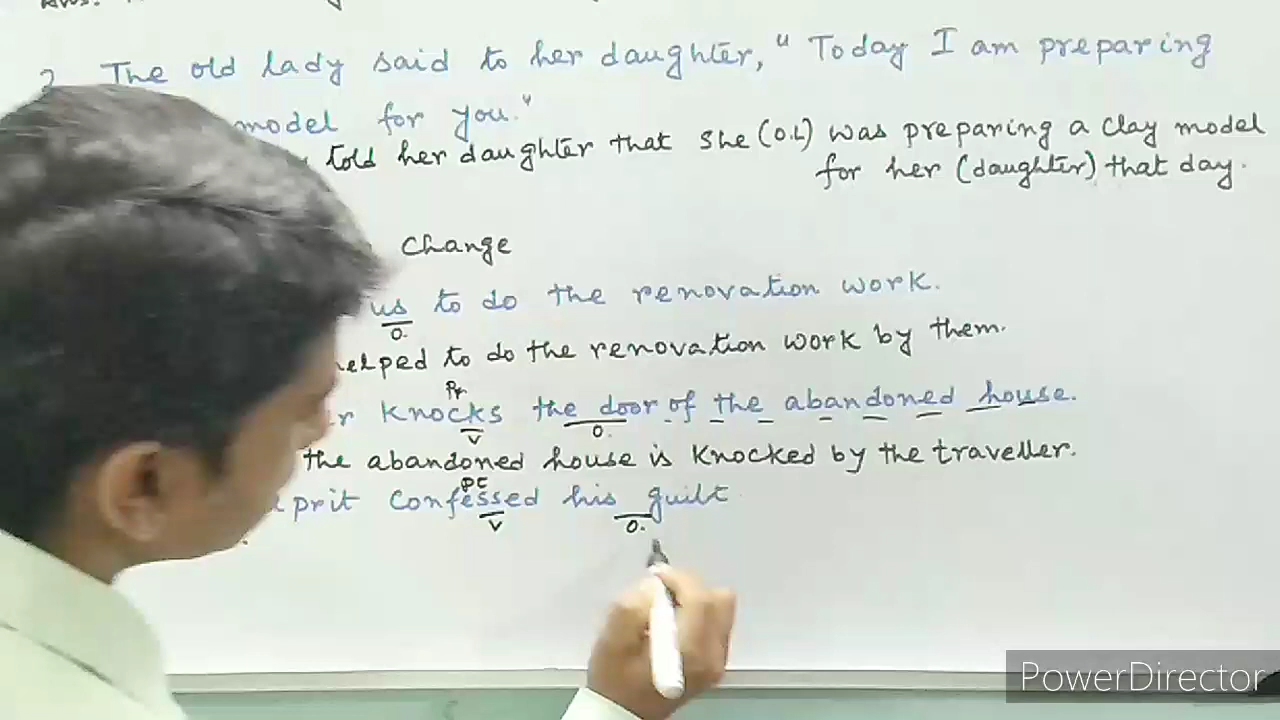 2. The old lady said to her daughter, " Today I am preparing
model for you."
told her daughter that she (O.L) was preparing a clay model
for her (daughter) that day.
Change
us to do the renovation work.
O.
helped to do the renovation work by them.
Pr
r knocks the door of the abandoned house.
V O.
the abandoned house is knocked by the traveller.
PT
prit confessed his guilt
V O.
PowerDirector